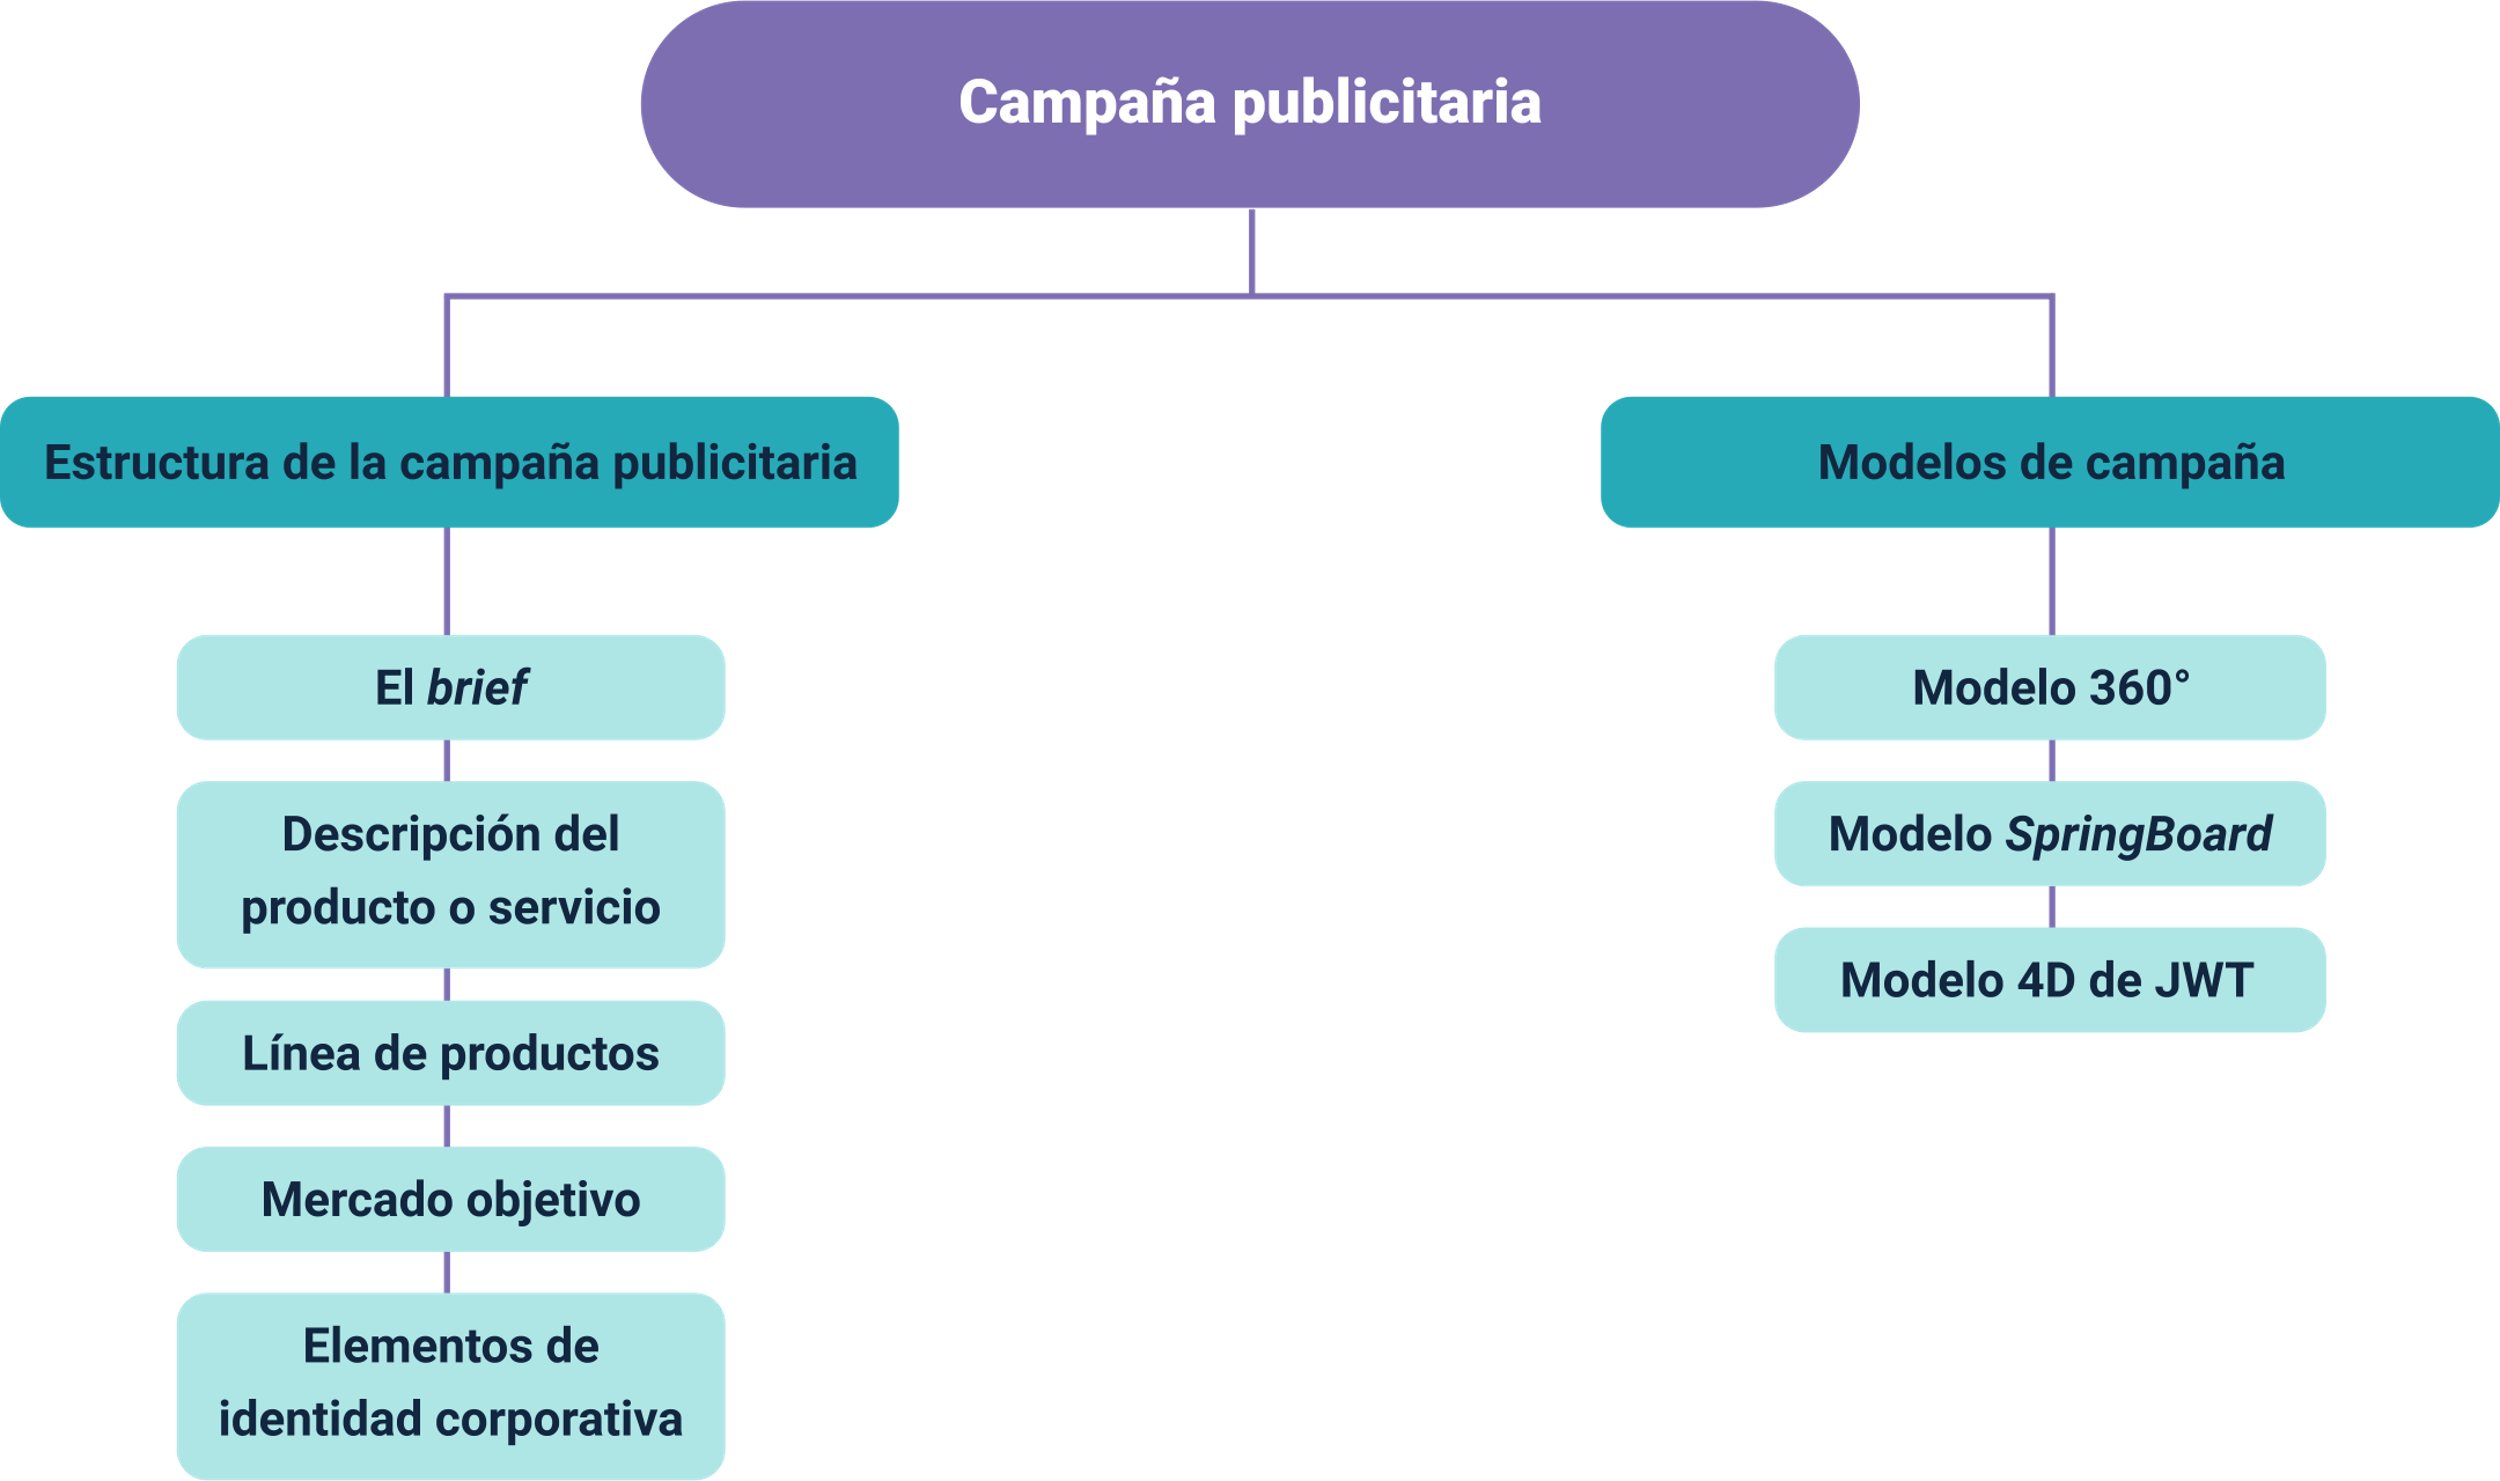 Campaña publicitaria
Estructura de la campaña publicitaria
El brief
Descripción del
producto o servicio
Línea de productos
Mercado objetivo
Elementos de
identidad corporativa
Modelos de campaña
Modelo 360°
Modelo SpringBoard
Modelo 4D de JWT